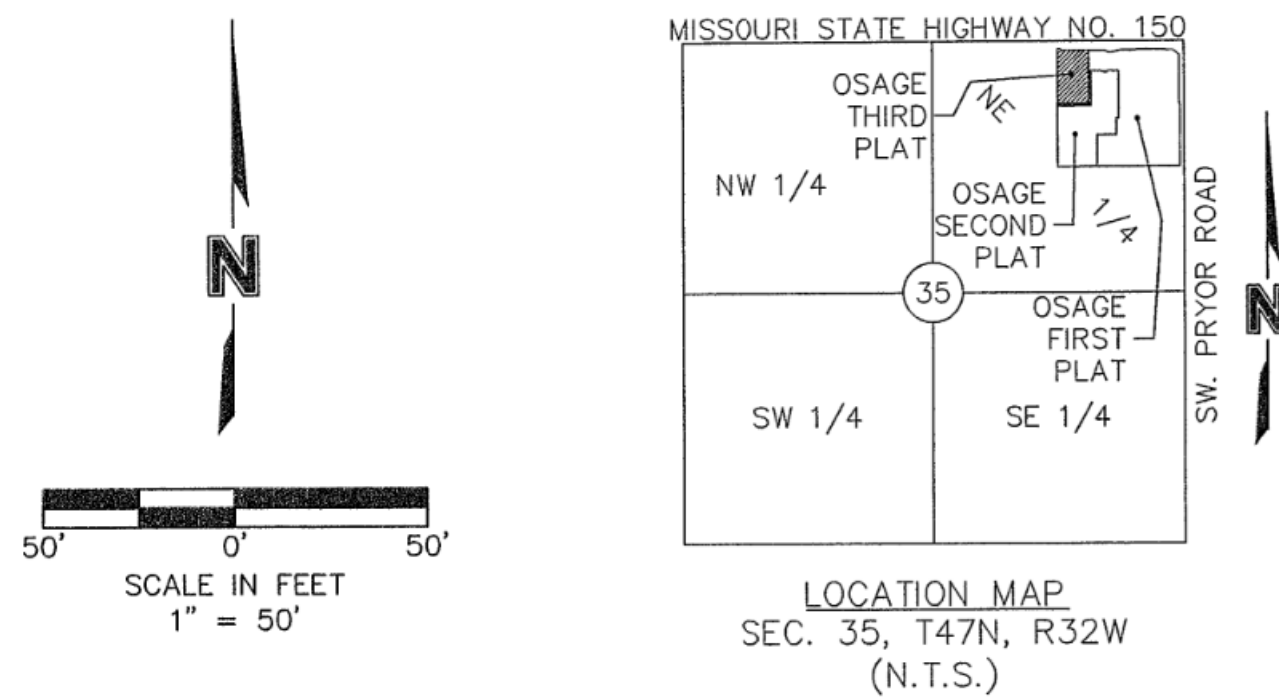 N
50' 0' 50'
SCALE IN FEET
1" = 50'
MISSOURI STATE HIGHWAY NO. 150
OSAGE
THIRD
PLAT
NE
1/4
NW 1/4
OSAGE
SECOND
PLAT
35
OSAGE
FIRST
PLAT
SW 1/4
SE 1/4
SW. PRYOR ROAD
N
LOCATION MAP
SEC. 35, T47N, R32W
(N.T.S.)